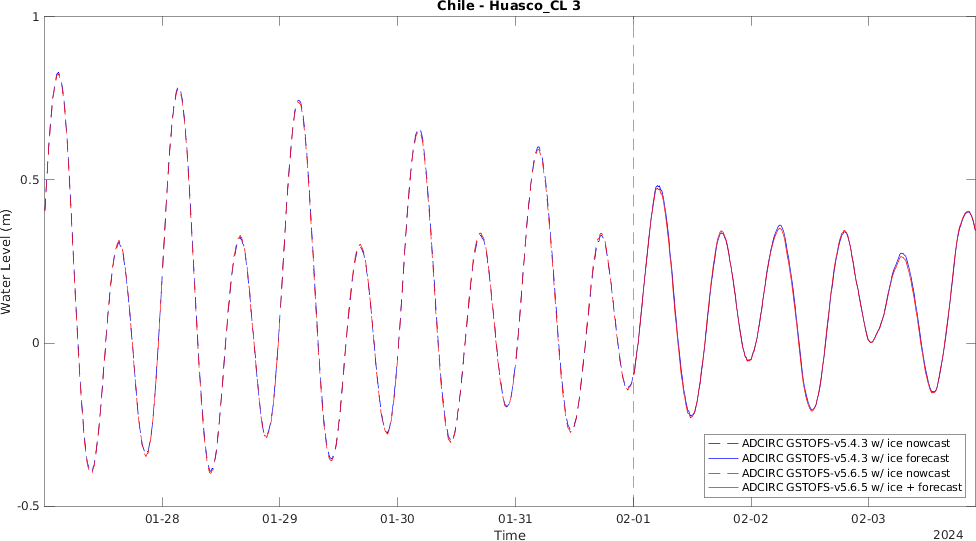 Chile - Huasco_CL 3
1
0.5
0
-0.5
Water Level (m)
ADCIRC GSTOFS-v5.4.3 w/ ice nowcast
ADCIRC GSTOFS-v5.4.3 w/ ice forecast
ADCIRC GSTOFS-v5.6.5 w/ ice nowcast
ADCIRC GSTOFS-v5.6.5 w/ ice + forecast
01-28
01-29
01-30
01-31
02-01
02-02
02-03
Time
2024